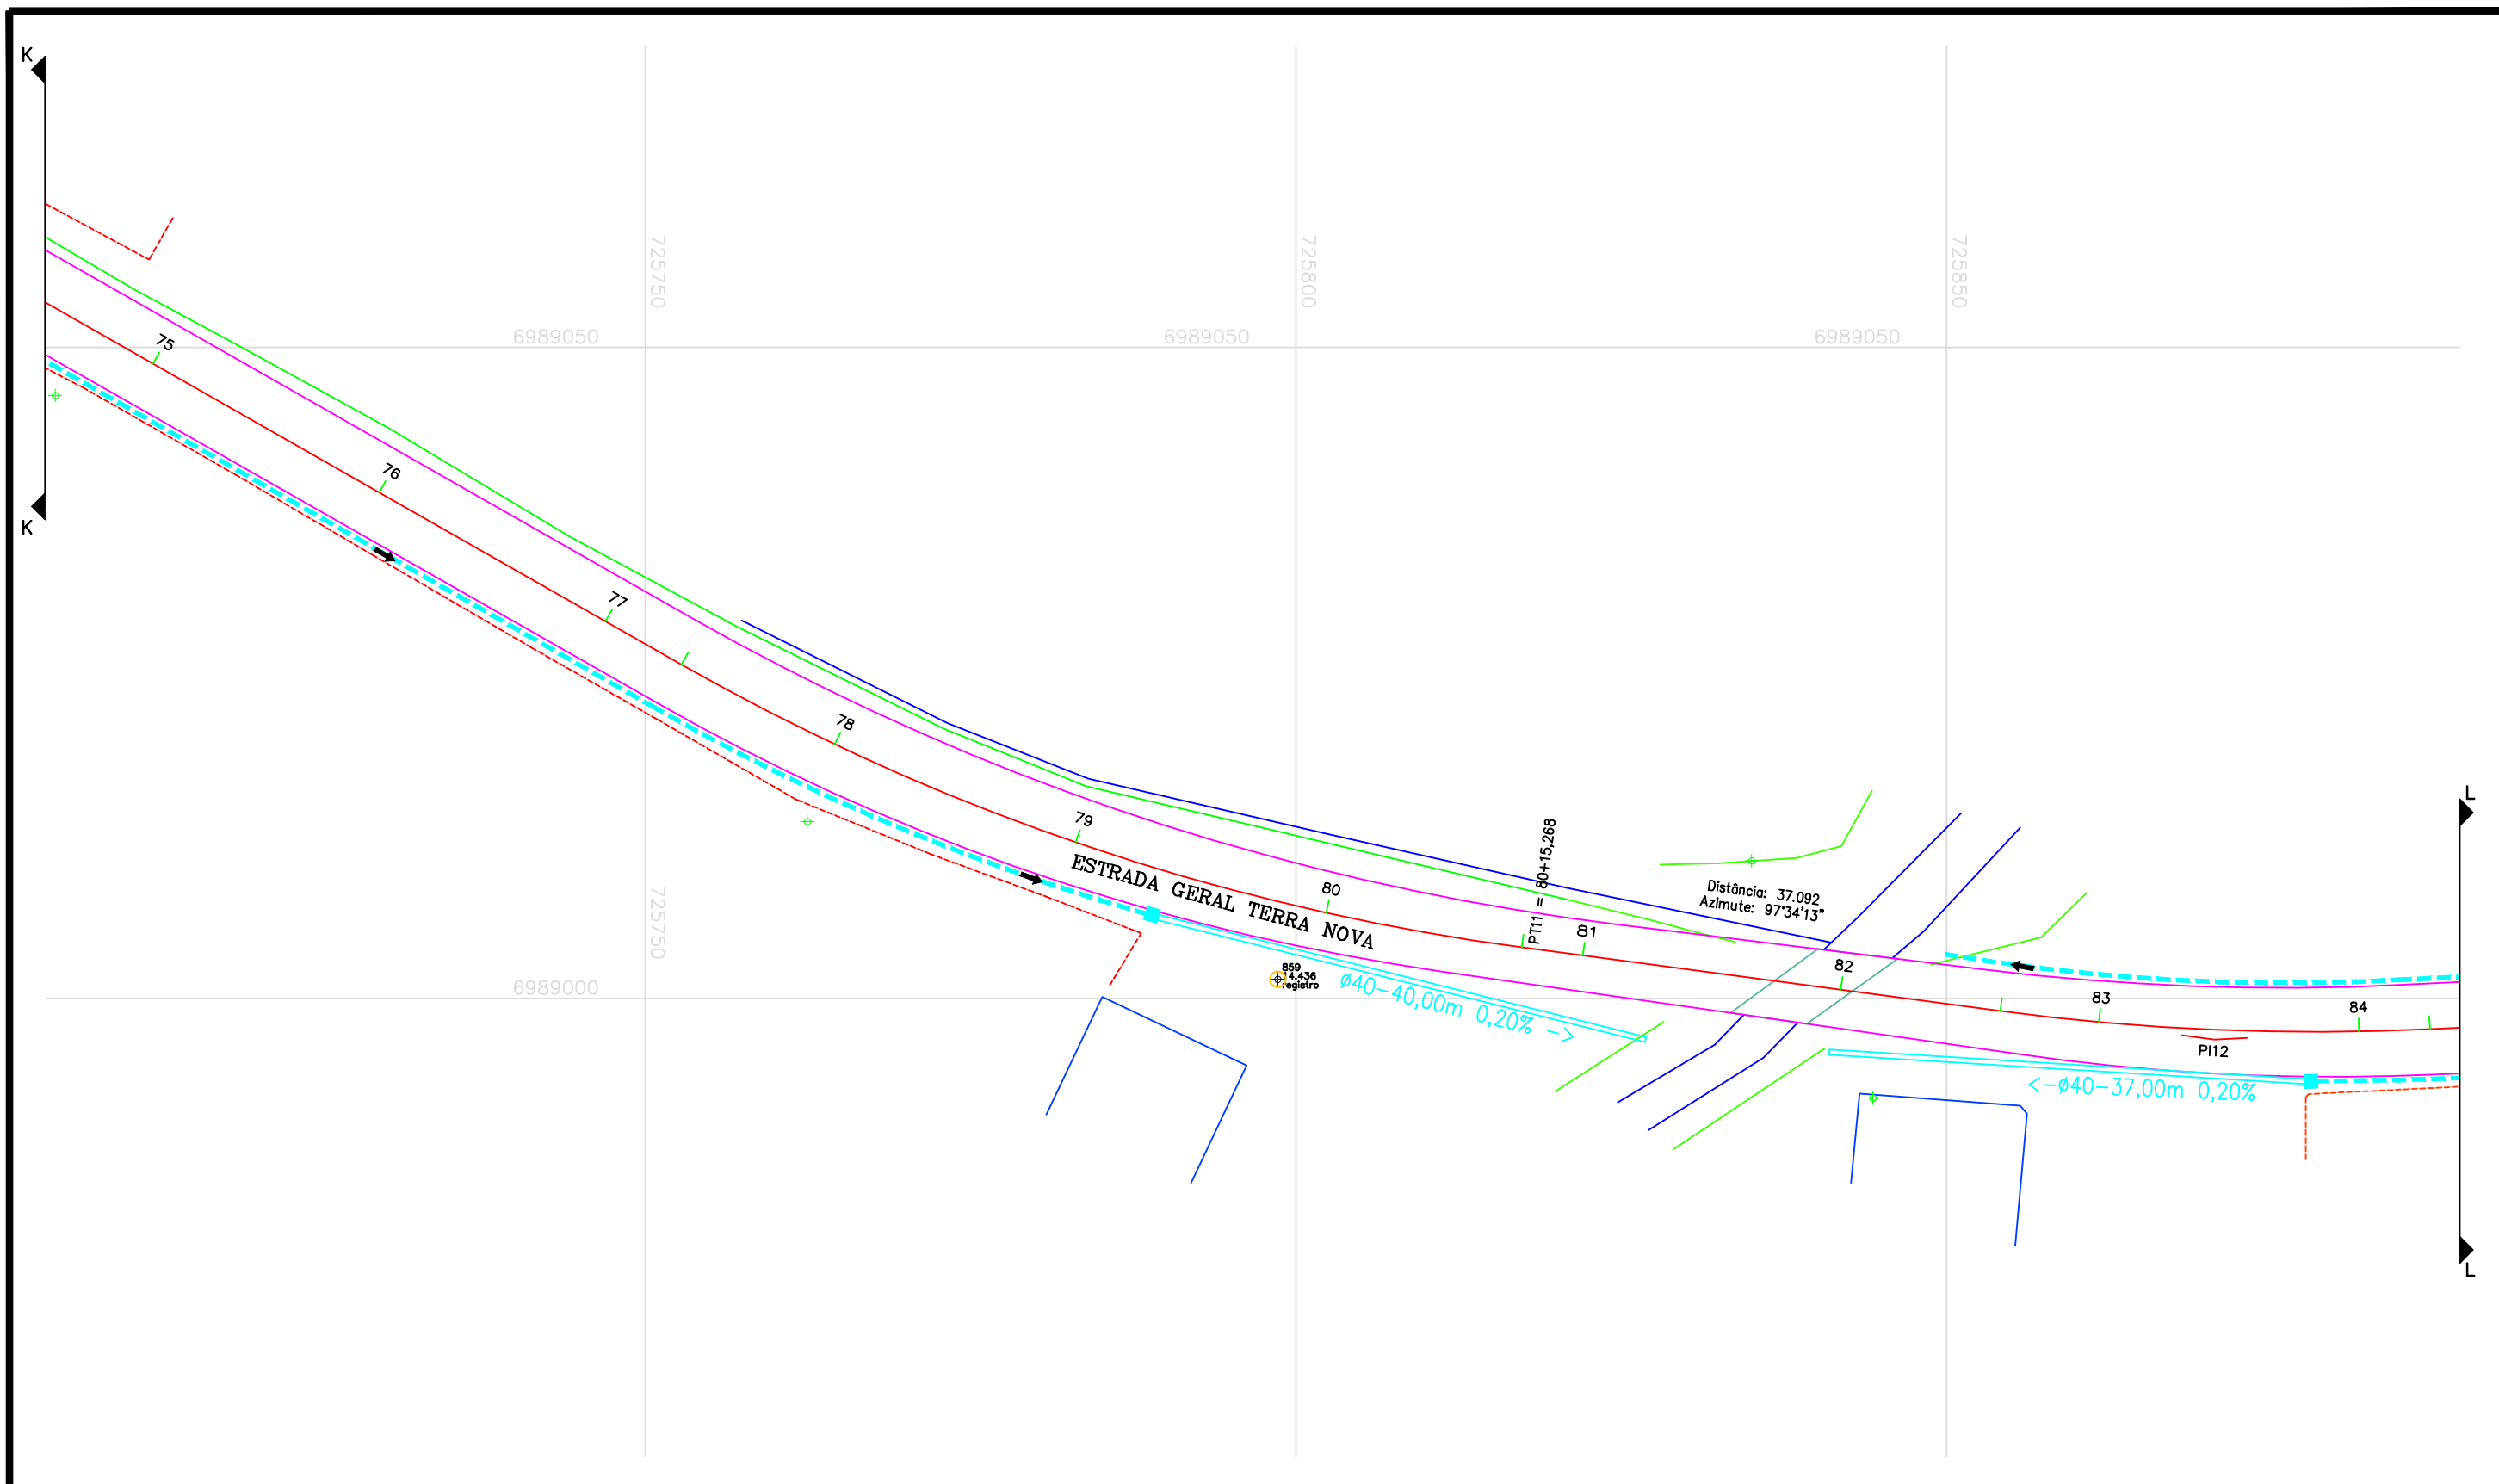 K
725750
725800
725850
6989050
6989050
6989050
75
76
K
77
78
79
80
81
82
83
84
L
ESTRADA GERAL TERRA NOVA
PT11 = 80+15,268
Distância: 37.092
Azimute: 97°34'13"
725750
6989000
859
registro
ø40-40,00m 0,20% ->
PI12
<-ø40-37,00m 0,20%
L